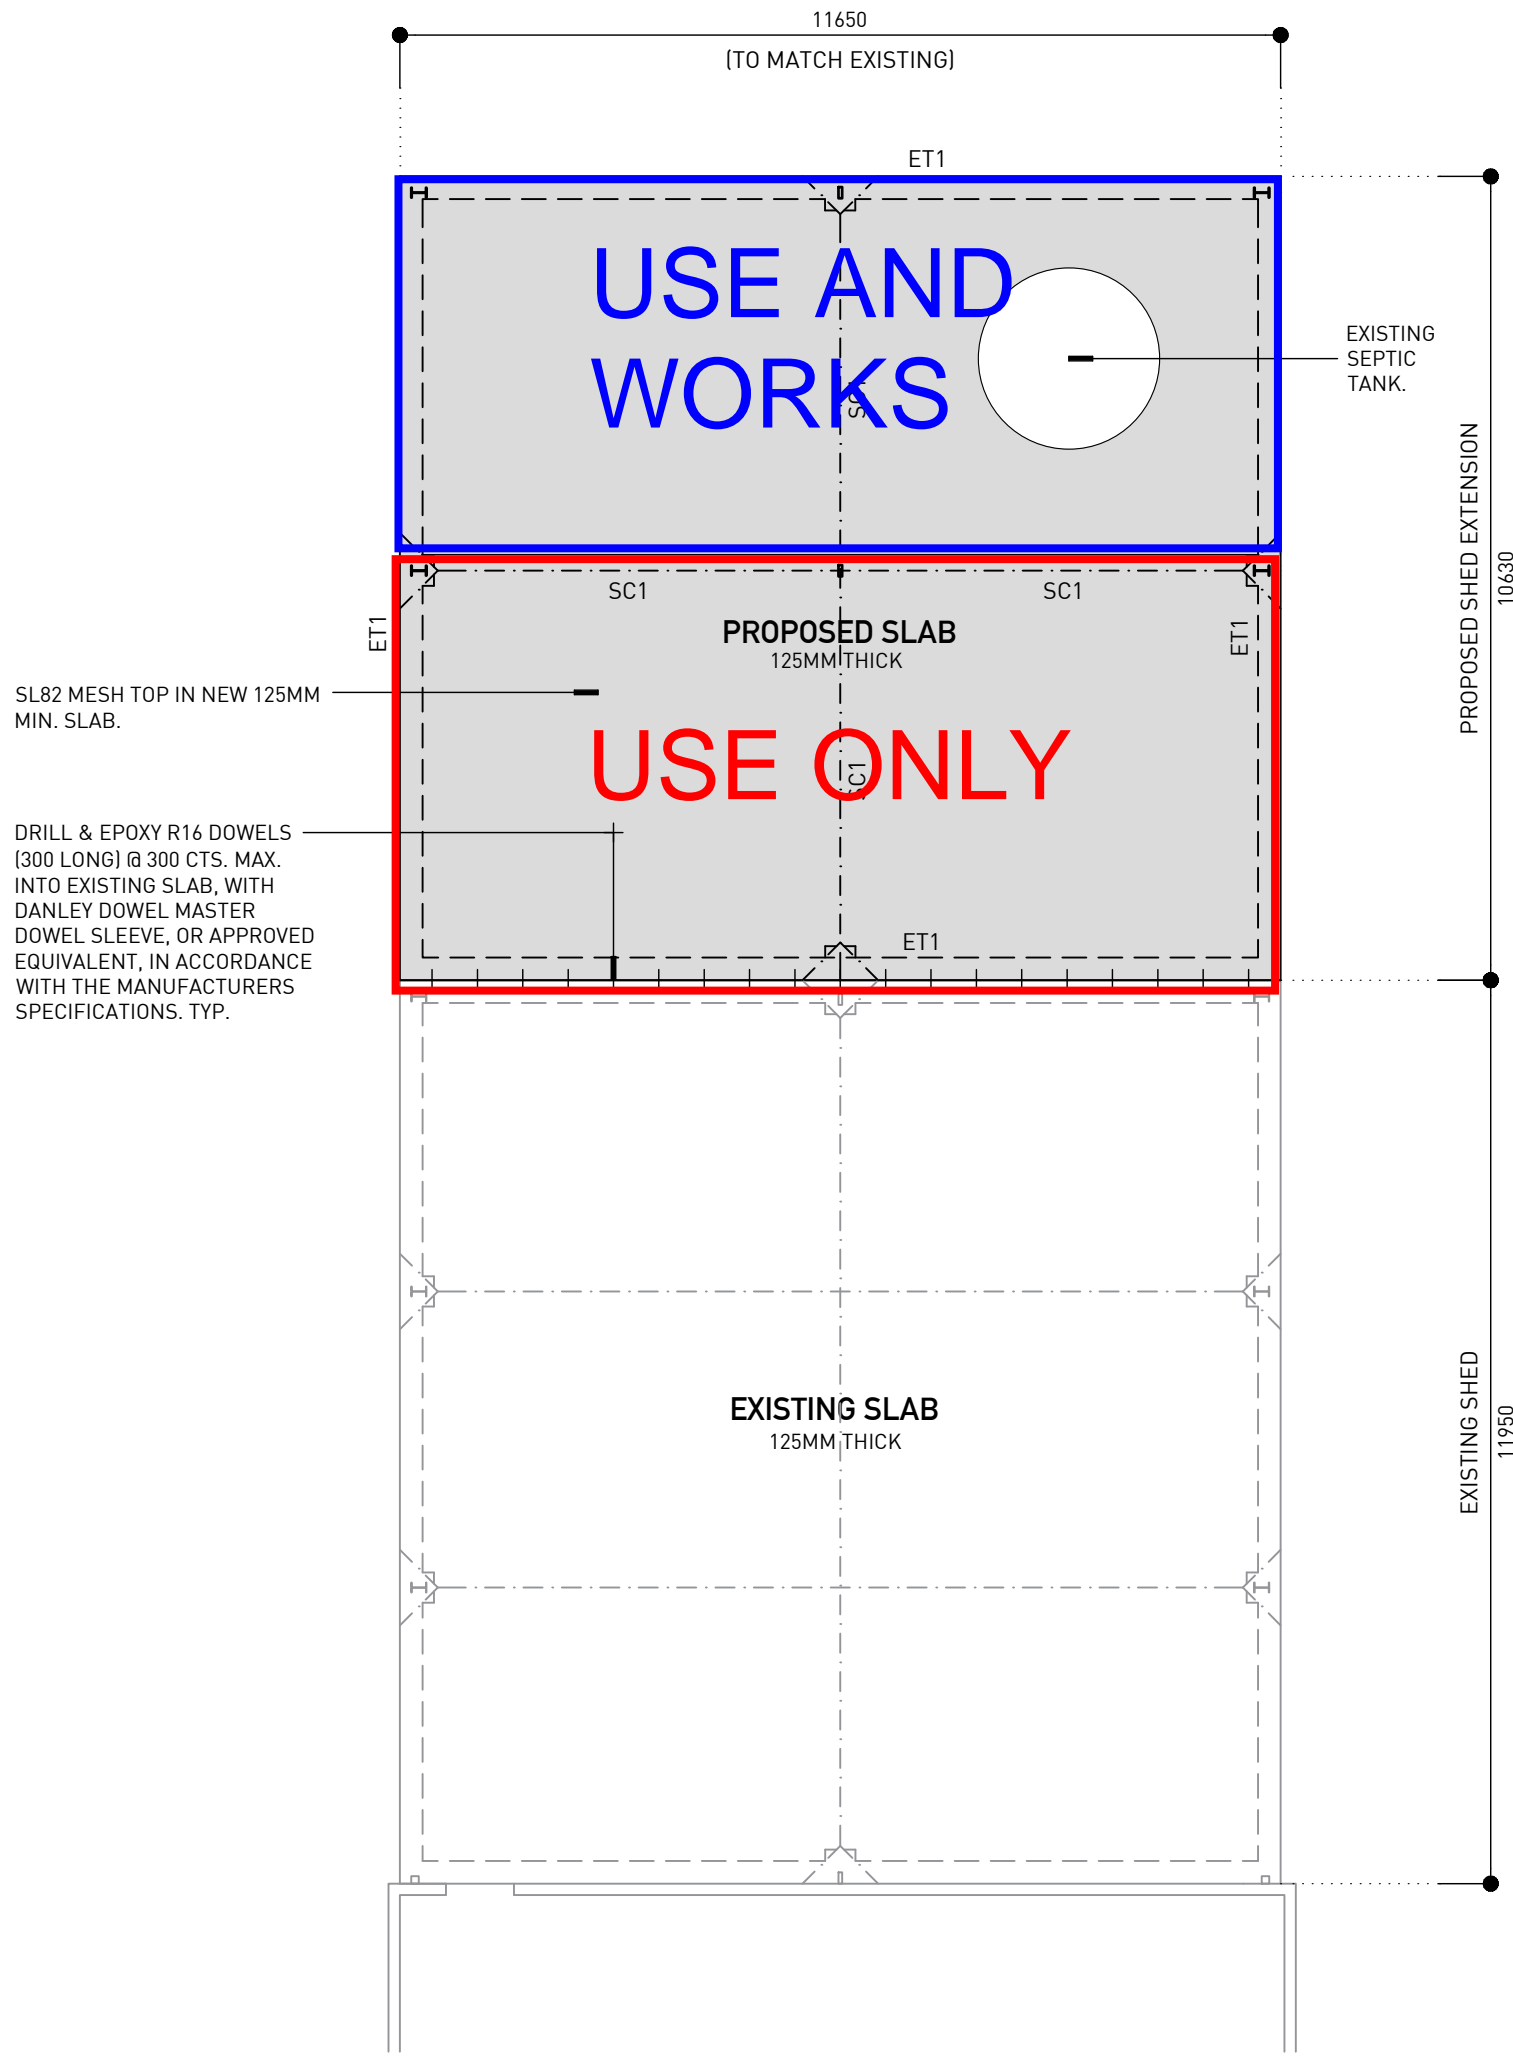 11650
(TO MATCH EXISTING)
ET1
USE AND
WORKS
SC1
EXISTING
SEPTIC
TANK.
PROPOSED SHED EXTENSION
10630
SC1
SC1
ET1
ET1
PROPOSED SLAB
125MM THICK
SL82 MESH TOP IN NEW 125MM
MIN. SLAB.
USE ONLY
SC1
DRILL & EPOXY R16 DOWELS
(300 LONG) @ 300 CTS. MAX.
INTO EXISTING SLAB, WITH
DANLEY DOWEL MASTER
DOWEL SLEEVE, OR APPROVED
EQUIVALENT, IN ACCORDANCE
WITH THE MANUFACTURERS
SPECIFICATIONS. TYP.
ET1
EXISTING SLAB
125MM THICK
EXISTING SHED
11950